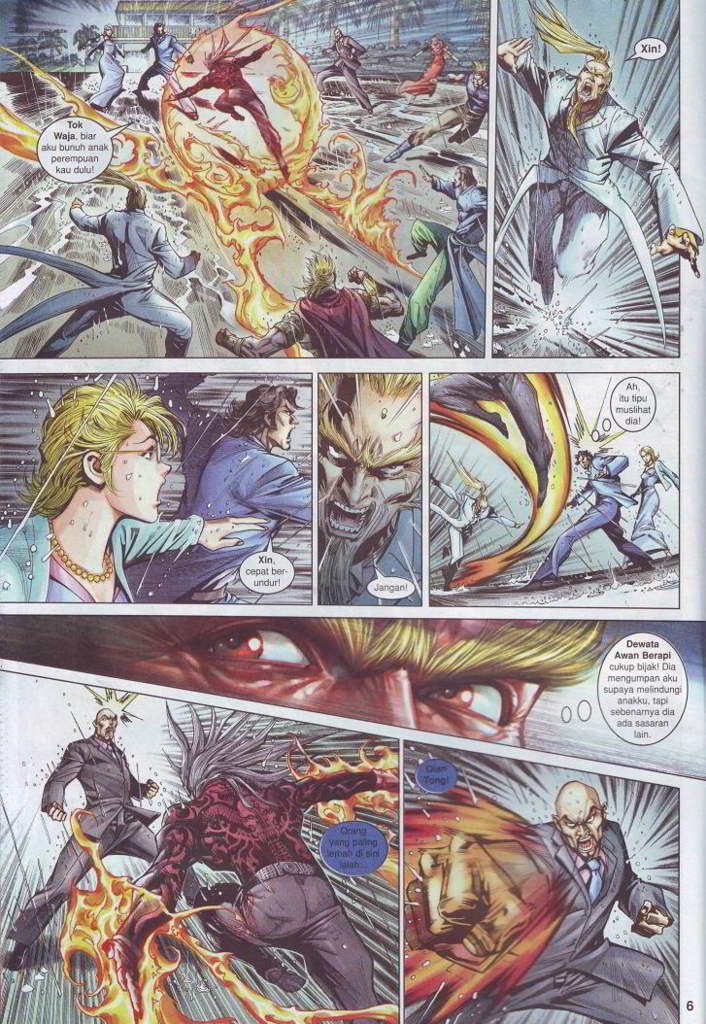 Tok
Waja, biar
aku bunuh anak
perempuan
kau dulu!
Xin!
Xin,
cepat ber-
undur!
Jangan!
Ah,
itu tipu
muslihat
dia!
Dewata
Awan Berapi
cukup bijak! Dia
mengumpan aku
supaya melindungi
anakku, tapi
sebenarnya dia
ada sasaran
lain.
Orang
yang paling
lemah di sini
ialah...
Qian
Tong!
6